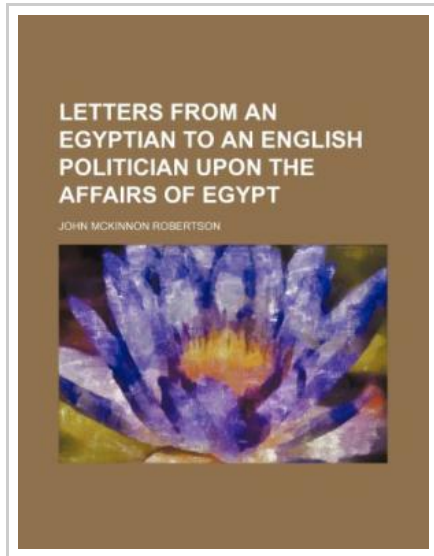 LETTERS FROM AN
EGYPTIAN TO AN ENGLISH
POLITICIAN UPON THE
AFFAIRS OF EGYPT
JOHN MCKINNON ROBERTSON